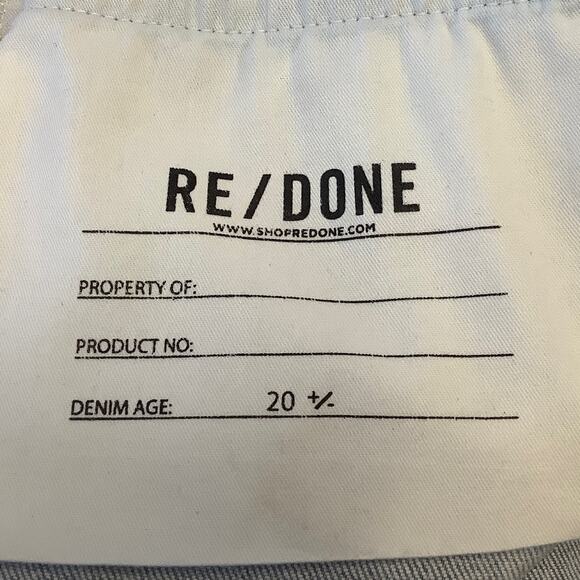 RE/DONE
WWW.SHOPREDONE.COM
PROPERTY OF:
PRODUCT NO:
DENIM AGE: 20 +/-